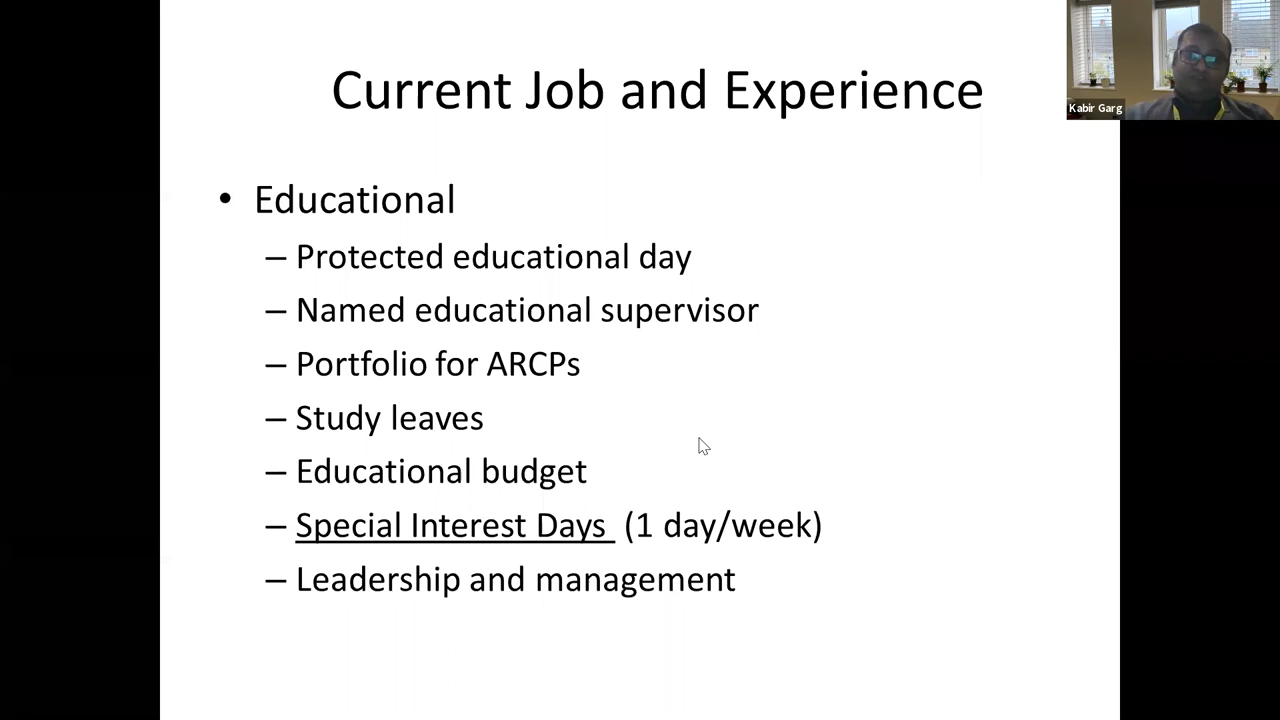 Current Job and Experience
Kabir Garg
• Educational
– Protected educational day
– Named educational supervisor
– Portfolio for ARCPs
– Study leaves
– Educational budget
– Special Interest Days (1 day/week)
– Leadership and management